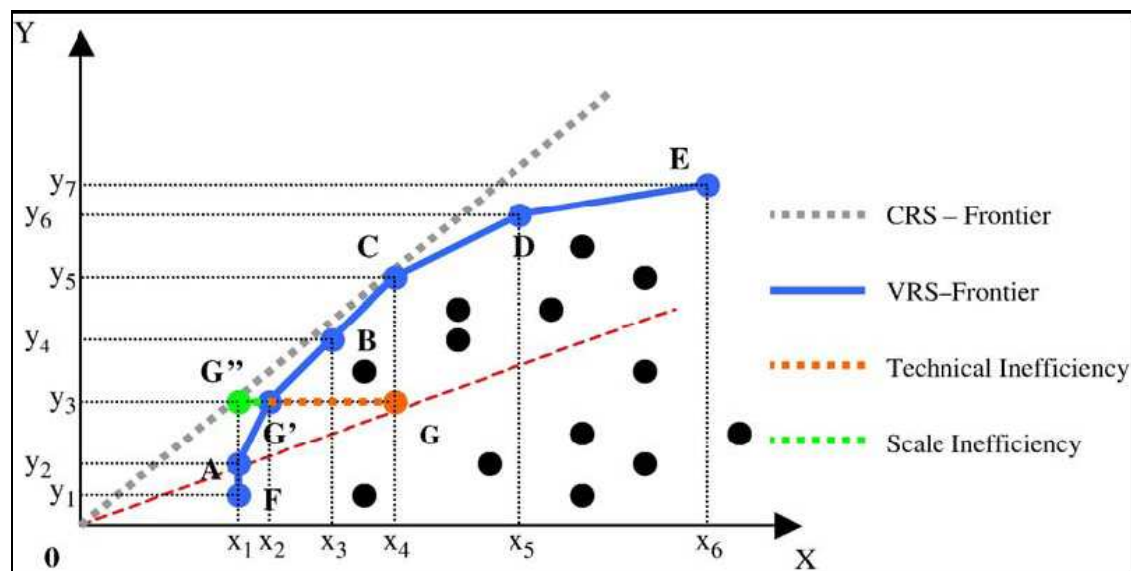 Y
E
y₇
y₆
C
D
CRS – Frontier
y₅
VRS–Frontier
y₄
B
G’’
Technical Inefficiency
y₃
G’
G
Scale Inefficiency
y₂
A
y₁
F
0
x₁ x₂ x₃ x₄ x₅ x₆
X